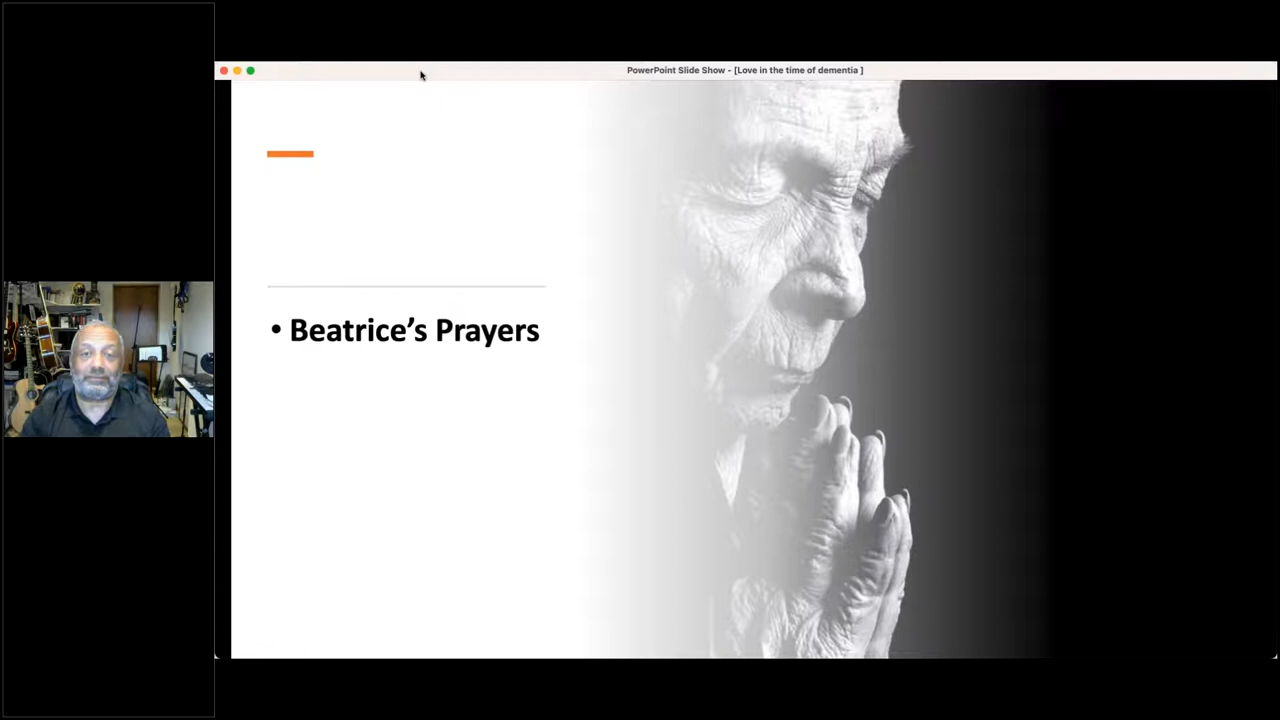 PowerPoint Slide Show - [Love in the time of dementia ]
• Beatrice’s Prayers